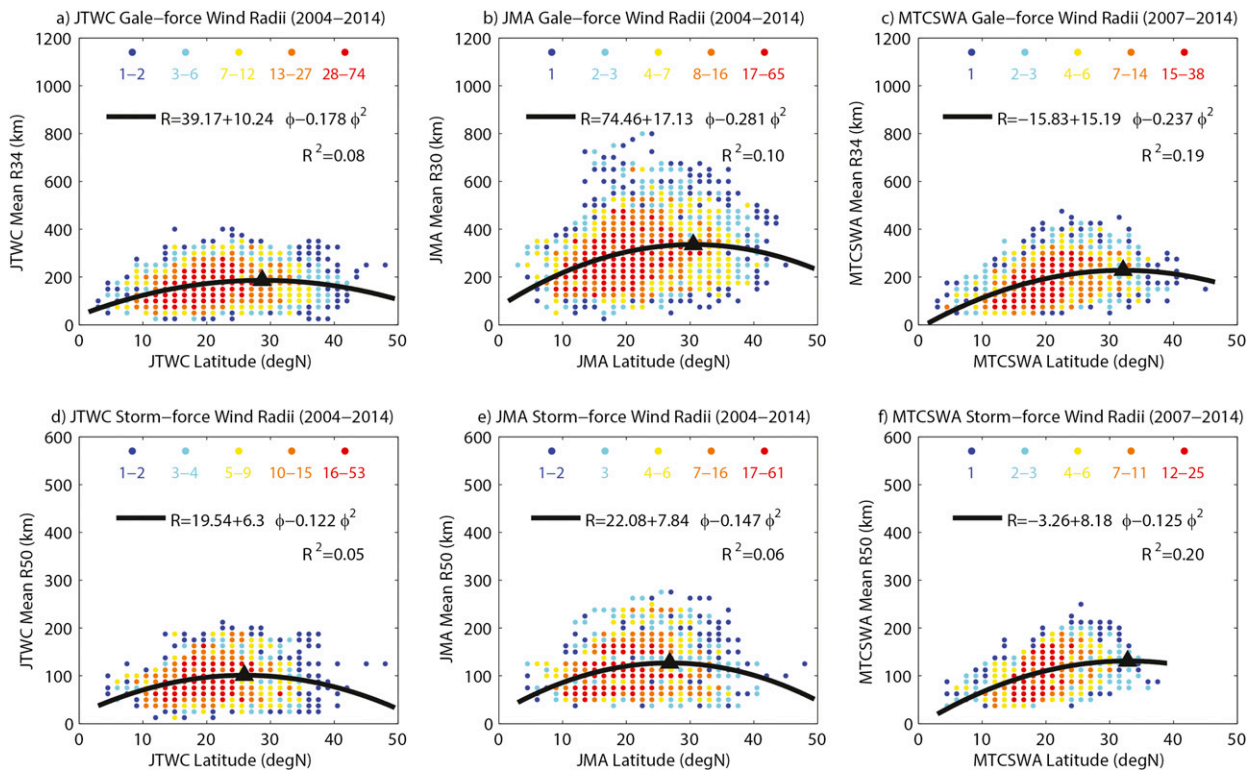 a) JTWC Gale−force Wind Radii (2004−2014)
1200
1000
800
600
400
200
0
JTWC Mean R34 (km)
1−2 3−6 7−12 13−27 28−74
R=39.17+10.24 ϕ−0.178 ϕ²
R²=0.08
0 10 20 30 40 50
JTWC Latitude (degN)
b) JMA Gale−force Wind Radii (2004−2014)
1200
1000
800
600
400
200
0
JMA Mean R30 (km)
1 2−3 4−7 8−16 17−65
R=74.46+17.13 ϕ−0.281 ϕ²
R²=0.10
0 10 20 30 40 50
JMA Latitude (degN)
c) MTCSWA Gale−force Wind Radii (2007−2014)
1200
1000
800
600
400
200
0
MTCSWA Mean R34 (km)
1 2−3 4−6 7−14 15−38
R=−15.83+15.19 ϕ−0.237 ϕ²
R²=0.19
0 10 20 30 40 50
MTCSWA Latitude (degN)
d) JTWC Storm−force Wind Radii (2004−2014)
600
500
400
300
200
100
0
JTWC Mean R50 (km)
1−2 3−4 5−9 10−15 16−53
R=19.54+6.3 ϕ−0.122 ϕ²
R²=0.05
0 10 20 30 40 50
JTWC Latitude (degN)
e) JMA Storm−force Wind Radii (2004−2014)
600
500
400
300
200
100
0
JMA Mean R50 (km)
1−2 3 4−6 7−16 17−61
R=22.08+7.84 ϕ−0.147 ϕ²
R²=0.06
0 10 20 30 40 50
JMA Latitude (degN)
f) MTCSWA Storm−force Wind Radii (2007−2014)
600
500
400
300
200
100
0
MTCSWA Mean R50 (km)
1 2−3 4−6 7−11 12−25
R=−3.26+8.18 ϕ−0.125 ϕ²
R²=0.20
0 10 20 30 40 50
MTCSWA Latitude (degN)